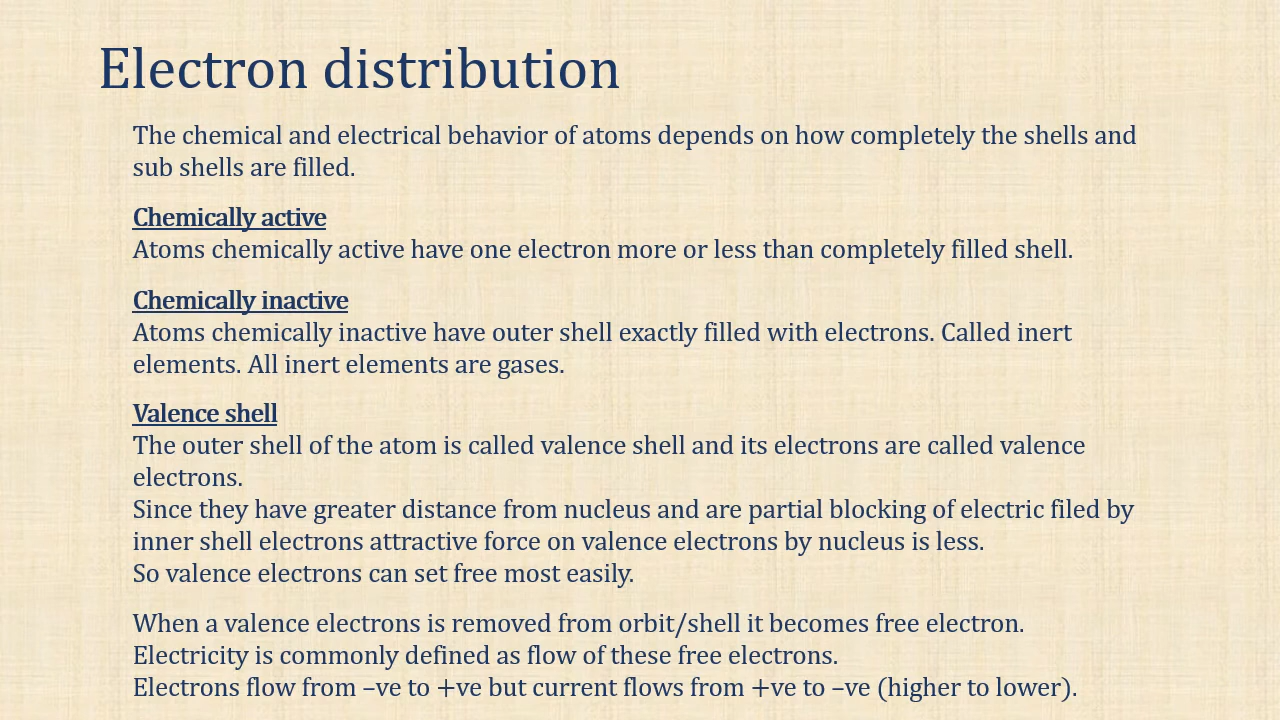 Electron distribution
The chemical and electrical behavior of atoms depends on how completely the shells and
sub shells are filled.
Chemically active
Atoms chemically active have one electron more or less than completely filled shell.
Chemically inactive
Atoms chemically inactive have outer shell exactly filled with electrons. Called inert
elements. All inert elements are gases.
Valence shell
The outer shell of the atom is called valence shell and its electrons are called valence
electrons.
Since they have greater distance from nucleus and are partial blocking of electric filed by
inner shell electrons attractive force on valence electrons by nucleus is less.
So valence electrons can set free most easily.
When a valence electrons is removed from orbit/shell it becomes free electron.
Electricity is commonly defined as flow of these free electrons.
Electrons flow from –ve to +ve but current flows from +ve to –ve (higher to lower).